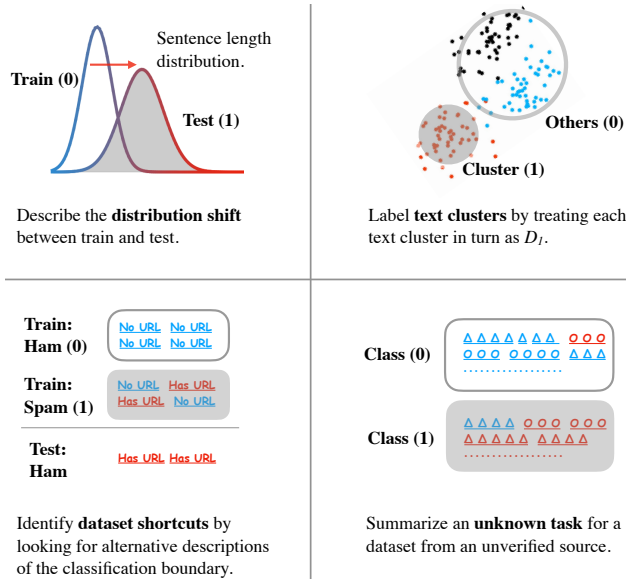 Sentence length
distribution.
Train (0)
Test (1)
Describe the distribution shift
between train and test.
Others (0)
Cluster (1)
Label text clusters by treating each
text cluster in turn as D1.
Train:
Ham (0)
No URL No URL
No URL No URL
Train:
Spam (1)
No URL Has URL
Has URL No URL
Test:
Ham
Has URL Has URL
Identify dataset shortcuts by
looking for alternative descriptions
of the classification boundary.
Class (0)
Δ Δ Δ Δ Δ Δ Δ O O O
O O O O O O O Δ Δ Δ
..................
Class (1)
Δ Δ Δ Δ O O O O O O
Δ Δ Δ Δ Δ Δ Δ Δ Δ
..................
Summarize an unknown task for a
dataset from an unverified source.